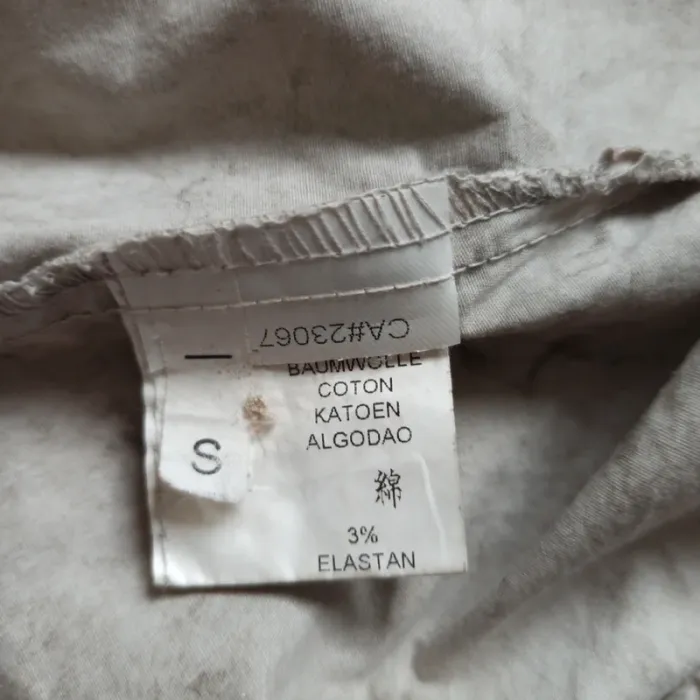 CA#23067
BAUMWOLLE
COTON
KATOEN
ALGODAO
綿
3%
ELASTAN
S